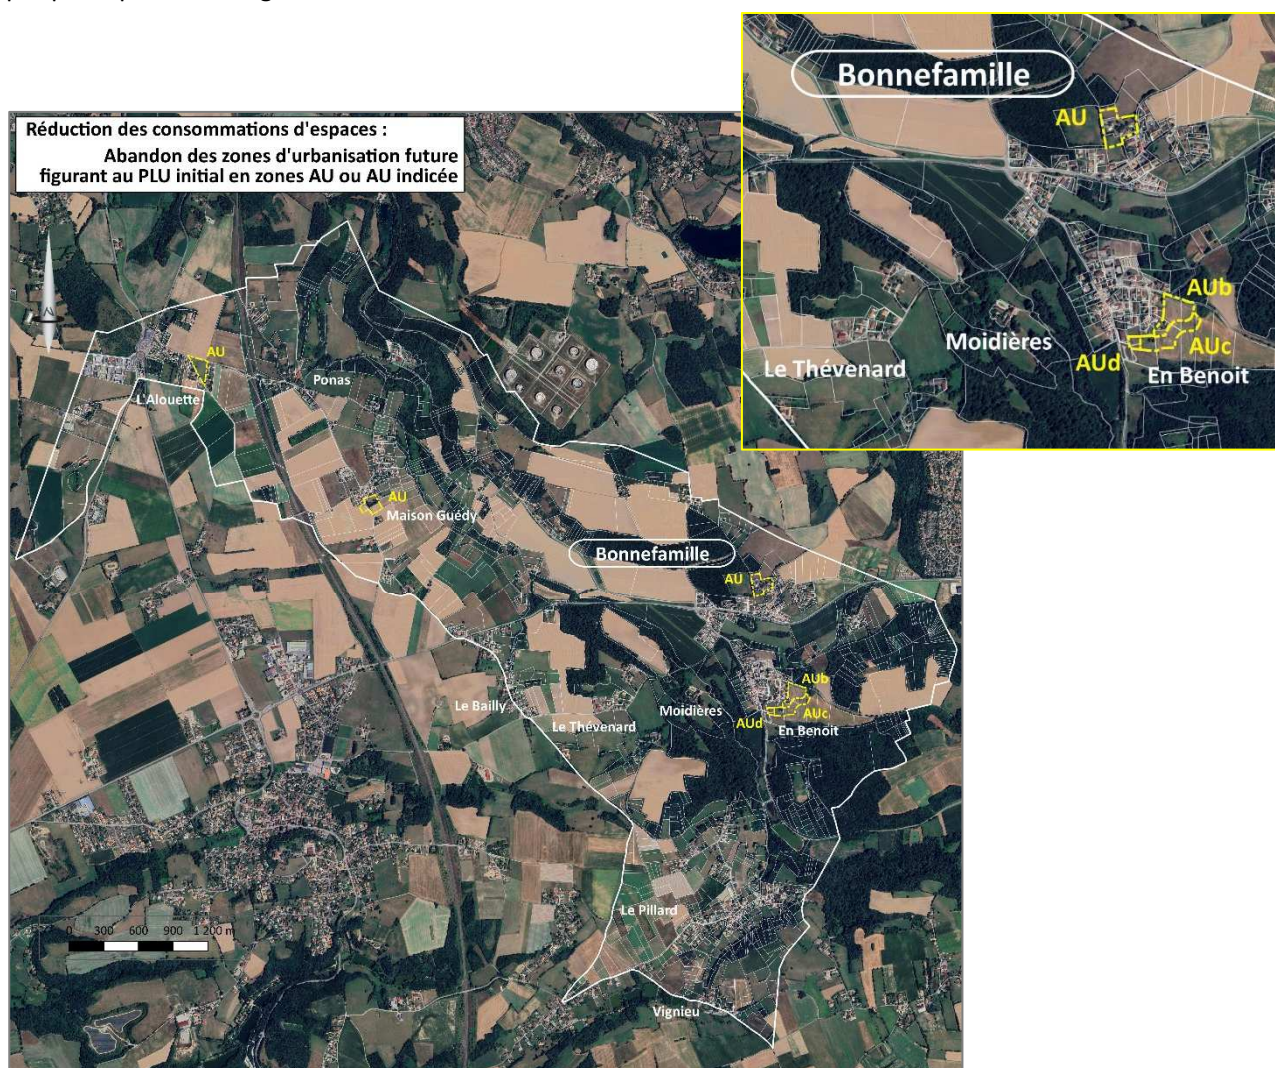 Bonnefamille
AU
AUb
AUc
AUd
Moidières
Le Thévenard
En Benoit
Réduction des consommations d'espaces :
Abandon des zones d'urbanisation future
figurant au PLU initial en zones AU ou AU indicée
AU
L'Alouette
Ponas
AU
Maison Guédy
Bonnefamille
AU
Le Bailly
Le Thévenard
Moidières
AUb
AUc
AUd
En Benoit
Le Pillard
0 300 600 900 1 200 m
Vignieu